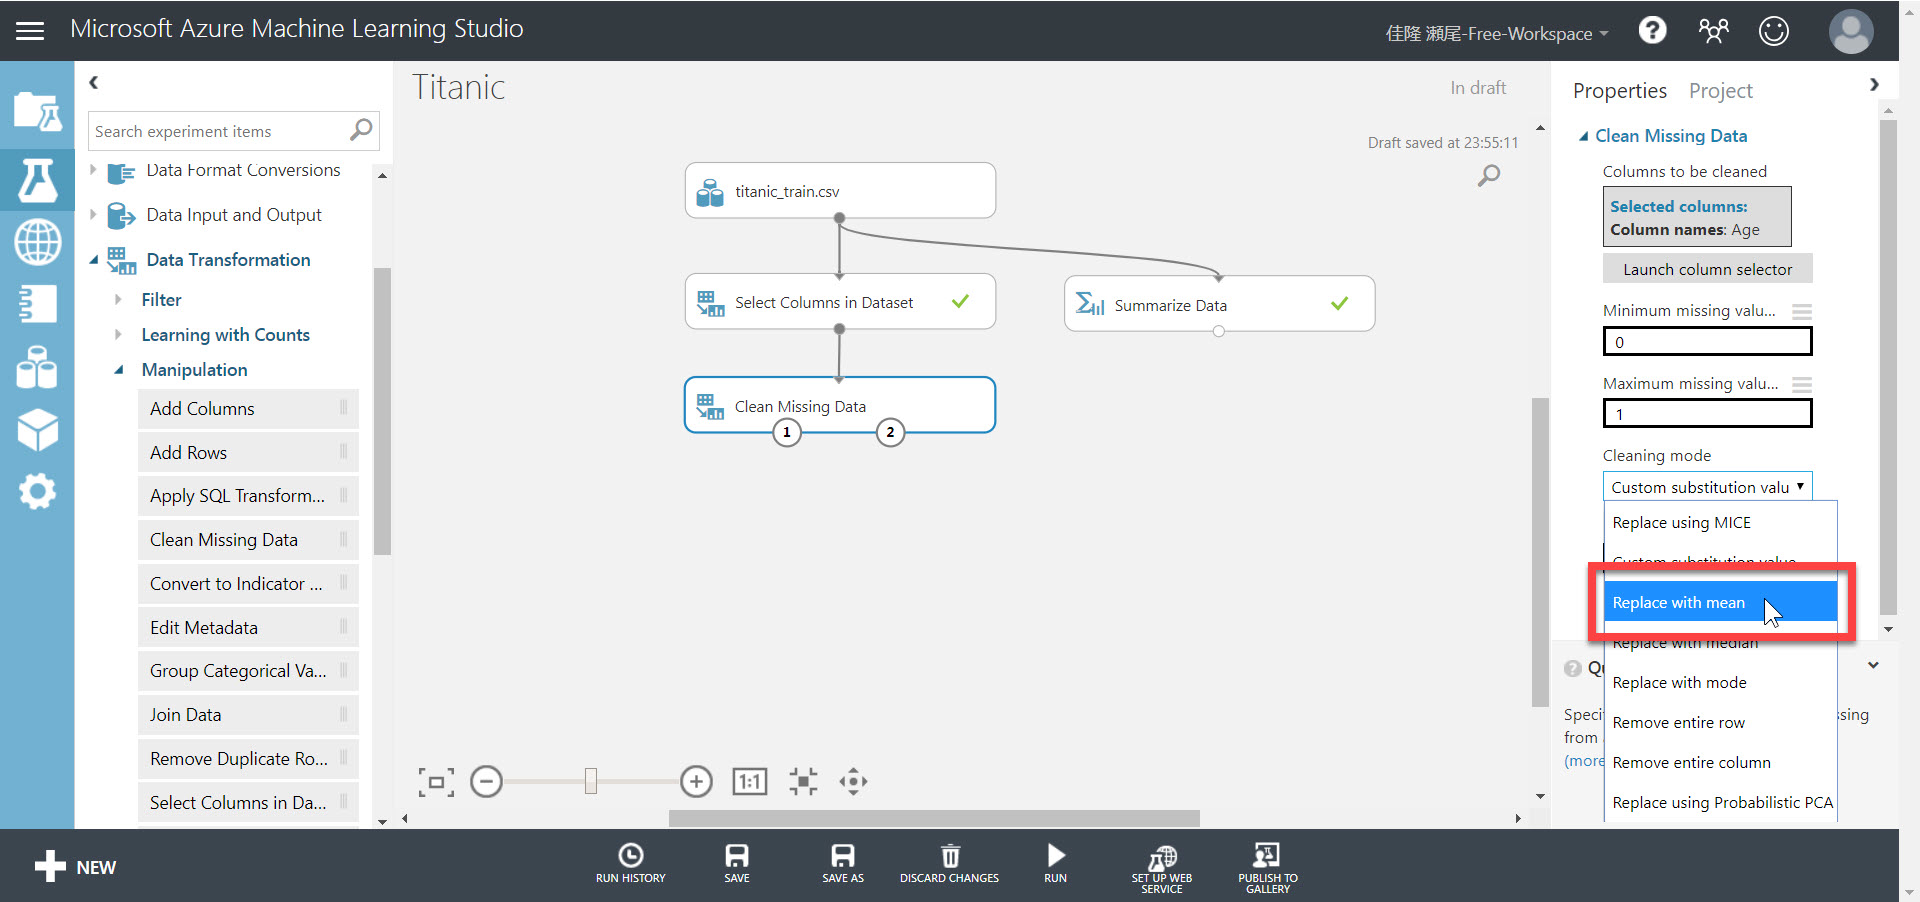 Microsoft Azure Machine Learning Studio
佳隆 瀬尾-Free-Workspace
?
Search experiment items
Data Format Conversions
Data Input and Output
Data Transformation
Filter
Learning with Counts
Manipulation
Add Columns
Add Rows
Apply SQL Transform...
Clean Missing Data
Convert to Indicator ...
Edit Metadata
Group Categorical Va...
Join Data
Remove Duplicate Ro...
Select Columns in Da...
Titanic
In draft
Draft saved at 23:55:11
titanic_train.csv
Select Columns in Dataset
Summarize Data
Clean Missing Data
1
2
1:1
Properties
Project
Clean Missing Data
Columns to be cleaned
Selected columns:
Column names: Age
Launch column selector
Minimum missing valu...
0
Maximum missing valu...
1
Cleaning mode
Custom substitution valu
Replace using MICE
Custom substitution value
Replace with mean
Replace with median
Replace with mode
Remove entire row
Remove entire column
Replace using Probabilistic PCA
from
(more
NEW
RUN HISTORY
SAVE
SAVE AS
DISCARD CHANGES
RUN
SET UP WEB
SERVICE
PUBLISH TO
GALLERY